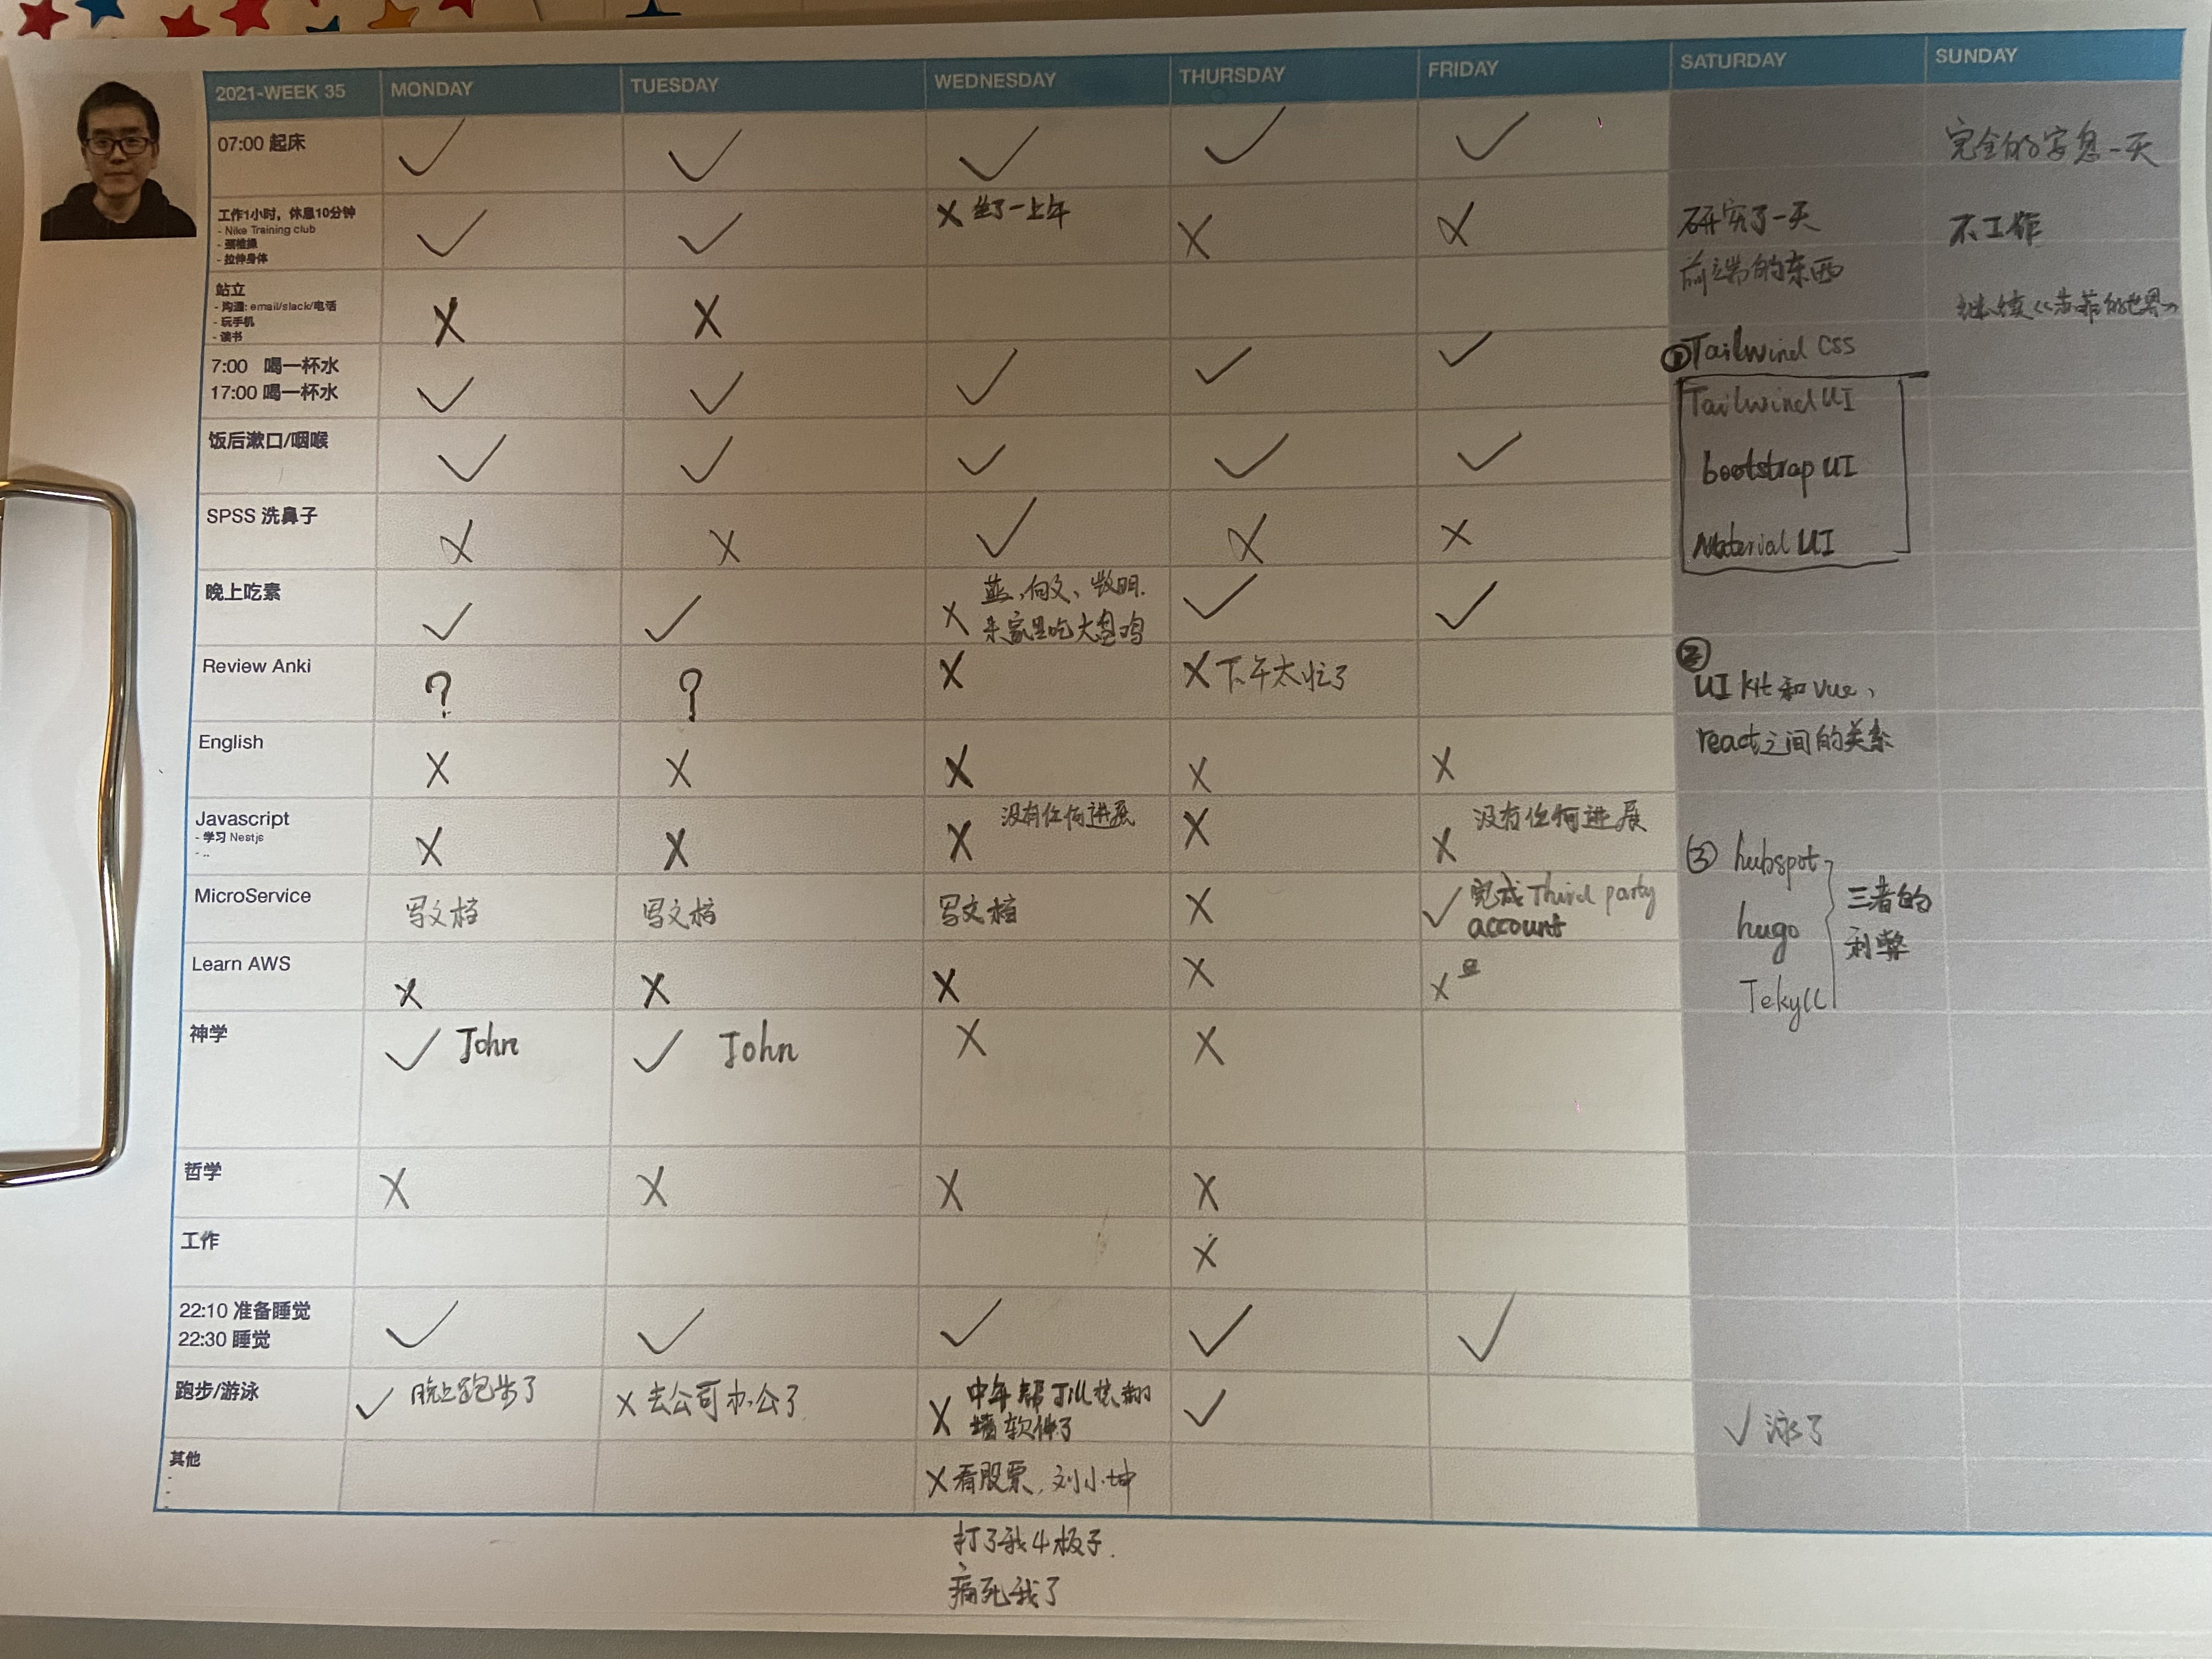 2021-WEEK 35 MONDAY TUESDAY WEDNESDAY THURSDAY FRIDAY SATURDAY SUNDAY
07:00 起床 ✓ ✓ ✓ ✓ ✓
完全的安息一天
工作1小时，休息10分钟
- Nike Training club
- 颈椎操
- 拉伸身体
✓ ✓ X 坐了一上午 X X
研究了一天
前端的东西
不工作
站立
- 沟通: email/slack/电话
- 玩手机
- 读书
X X
继续《苏菲的世界》
7:00 喝一杯水
17:00 喝一杯水
✓ ✓ ✓ ✓ ✓
① Tailwind CSS
Tailwind UI
饭后漱口/咽喉 ✓ ✓ ✓ ✓ ✓
bootstrap UI
SPSS 洗鼻子 X X ✓ X X
Material UI
晚上吃素 ✓ ✓ X
来家里吃大盘鸡
✓ ✓
Review Anki ? ? X X 下午太忙了
②
UI kit 和 vue,
English X X X X X
react之间的关系
Javascript
- 学习 Nestjs
- ..
X X X 没有任何进展 X X 没有任何进展
③ hubspot
hugo
Tekyll
三者的
利弊
MicroService 写文档 写文档 写文档 X ✓ 完成 Third party
account
Learn AWS X X X X X
神学 ✓ John ✓ John X X
哲学 X X X X
工作 X
22:10 准备睡觉
22:30 睡觉
✓ ✓ ✓ ✓ ✓
跑步/游泳 ✓ 晚上跑步了 X 去公司办公了 X 中午帮Jill装翻
墙软件了
✓ ✓ 泳了
其他
-
-
X 看股票，刘小坤
打了我4板子.
痛死我了